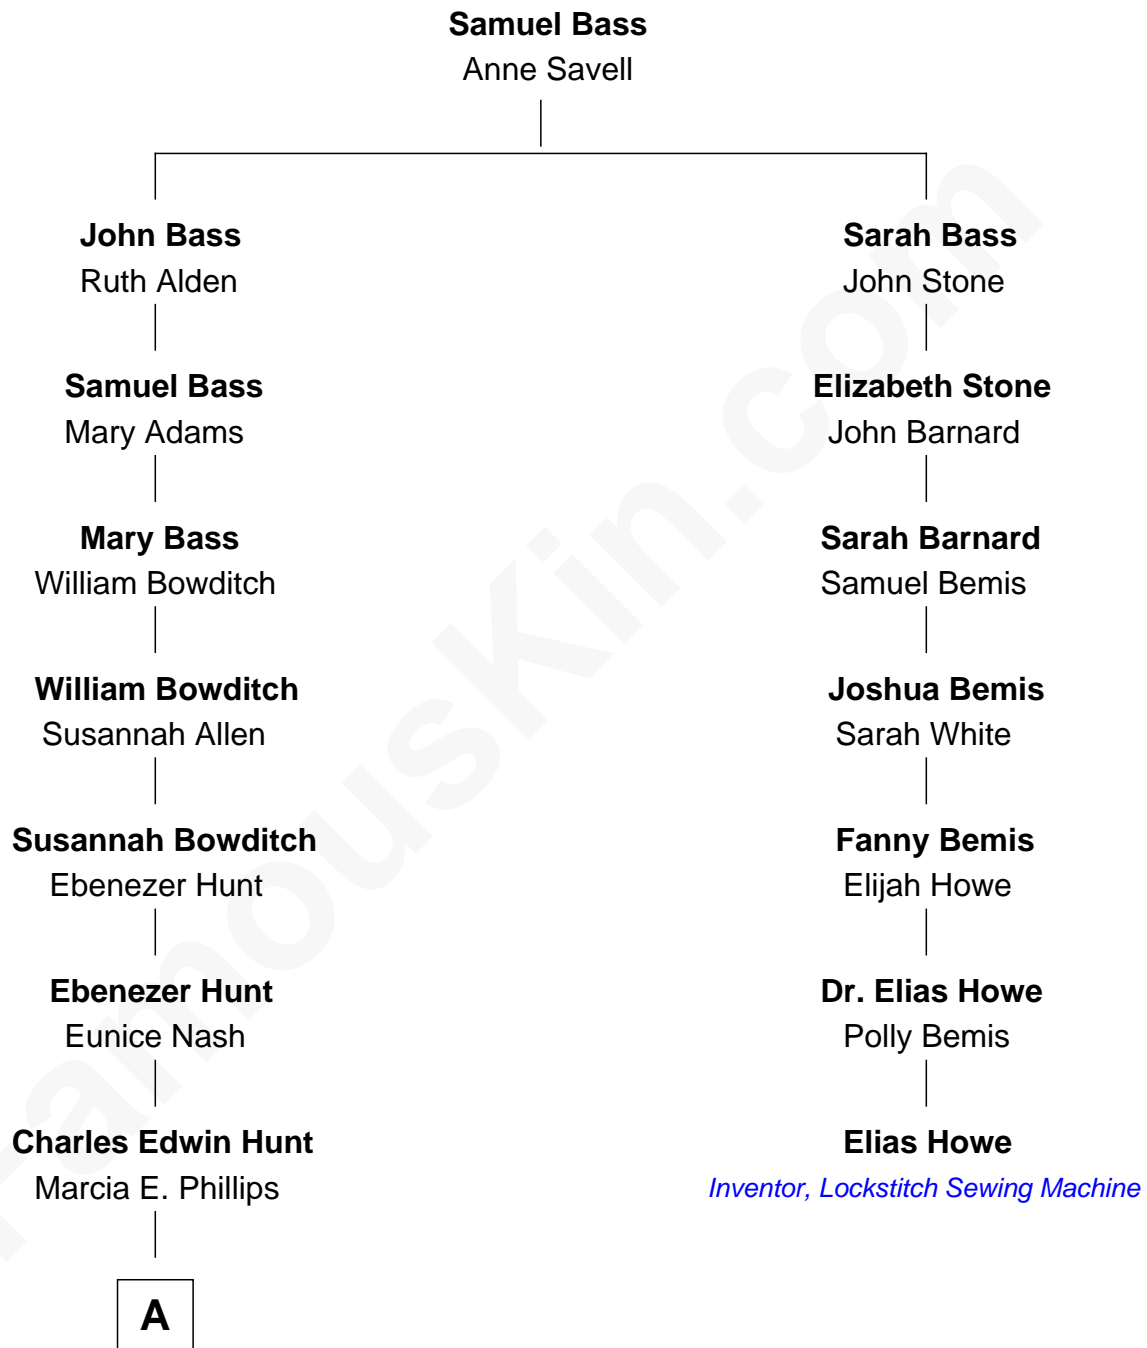 Samuel Bass
Anne Savell
John Bass
Ruth Alden
Samuel Bass
Mary Adams
Mary Bass
William Bowditch
William Bowditch
Susannah Allen
Susannah Bowditch
Ebenezer Hunt
Ebenezer Hunt
Eunice Nash
Charles Edwin Hunt
Marcia E. Phillips
A
Sarah Bass
John Stone
Elizabeth Stone
John Barnard
Sarah Barnard
Samuel Bemis
Joshua Bemis
Sarah White
Fanny Bemis
Elijah Howe
Dr. Elias Howe
Polly Bemis
Elias Howe
Inventor, Lockstitch Sewing Machine
FamousKin.com